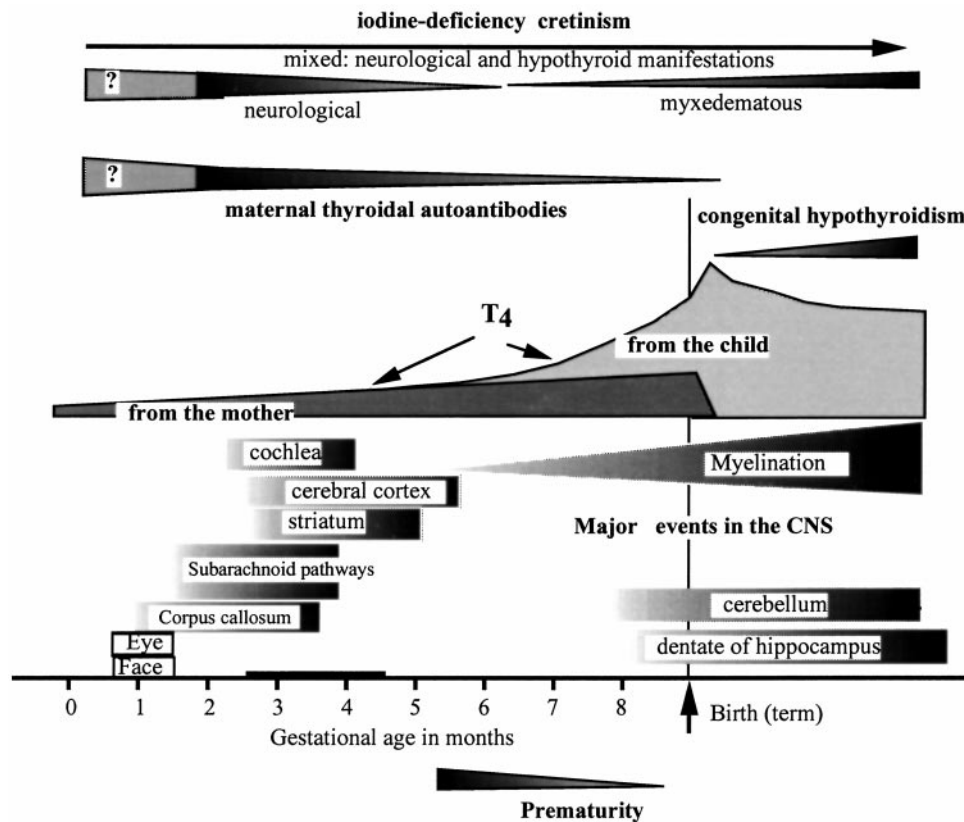 iodine-deficiency cretinism
mixed: neurological and hypothyroid manifestations
?
neurological
myxedematous
?
maternal thyroidal autoantibodies
congenital hypothyroidism
T4
from the child
from the mother
cochlea
Myelination
cerebral cortex
striatum
Major events in the CNS
Subarachnoid pathways
cerebellum
Corpus callosum
Eye
dentate of hippocampus
Face
0 1 2 3 4 5 6 7 8
Birth (term)
Gestational age in months
Prematurity